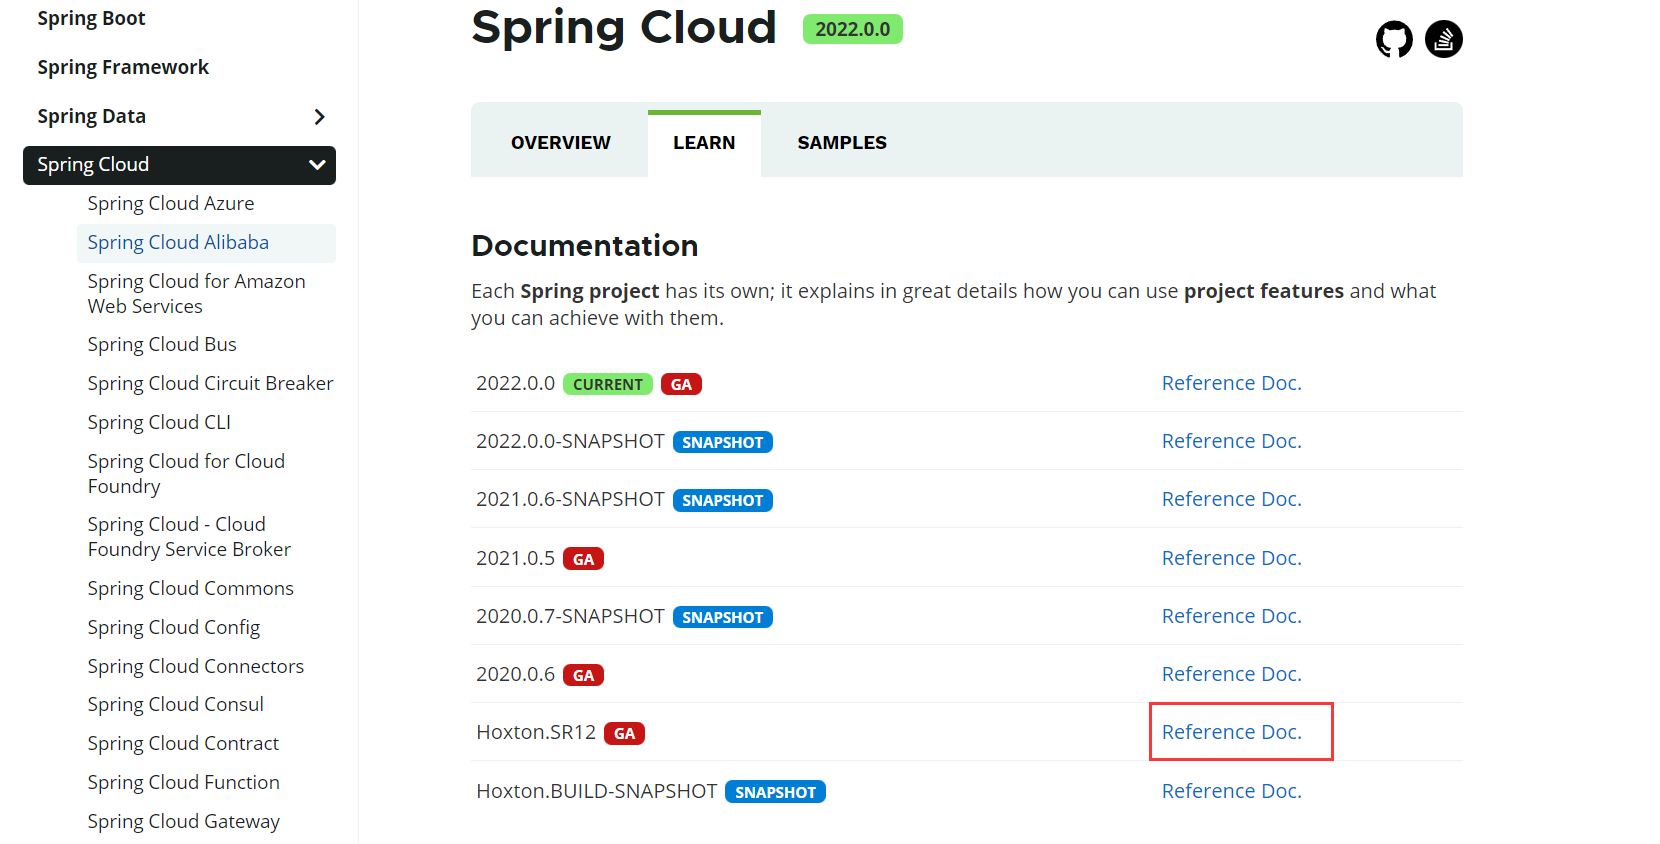 Spring Boot
Spring Framework
Spring Data
Spring Cloud
Spring Cloud Azure
Spring Cloud Alibaba
Spring Cloud for Amazon
Web Services
Spring Cloud Bus
Spring Cloud Circuit Breaker
Spring Cloud CLI
Spring Cloud for Cloud
Foundry
Spring Cloud - Cloud
Foundry Service Broker
Spring Cloud Commons
Spring Cloud Config
Spring Cloud Connectors
Spring Cloud Consul
Spring Cloud Contract
Spring Cloud Function
Spring Cloud Gateway
Spring Cloud 2022.0.0
OVERVIEW LEARN SAMPLES
Documentation
Each Spring project has its own; it explains in great details how you can use project features and what
you can achieve with them.
2022.0.0 CURRENT GA Reference Doc.
2022.0.0-SNAPSHOT SNAPSHOT Reference Doc.
2021.0.6-SNAPSHOT SNAPSHOT Reference Doc.
2021.0.5 GA Reference Doc.
2020.0.7-SNAPSHOT SNAPSHOT Reference Doc.
2020.0.6 GA Reference Doc.
Hoxton.SR12 GA Reference Doc.
Hoxton.BUILD-SNAPSHOT SNAPSHOT Reference Doc.